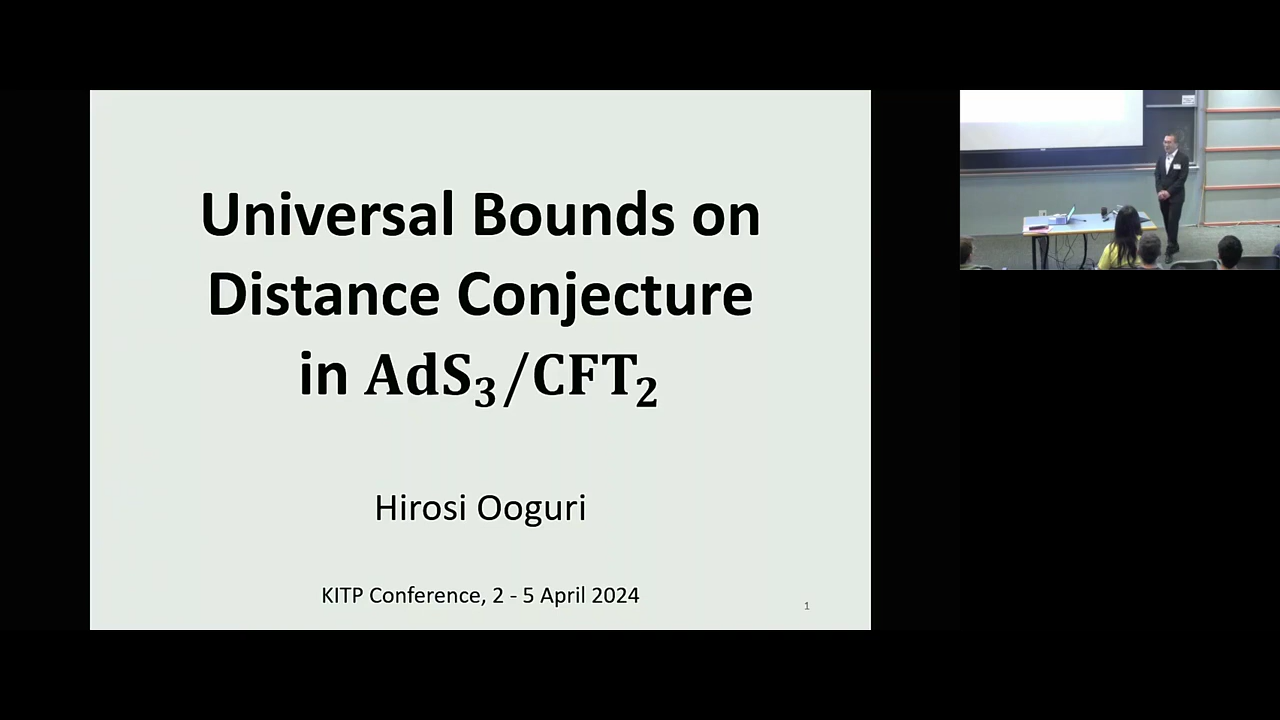 Universal Bounds on
Distance Conjecture
in AdS₃/CFT₂
Hirosi Ooguri
KITP Conference, 2 - 5 April 2024
1